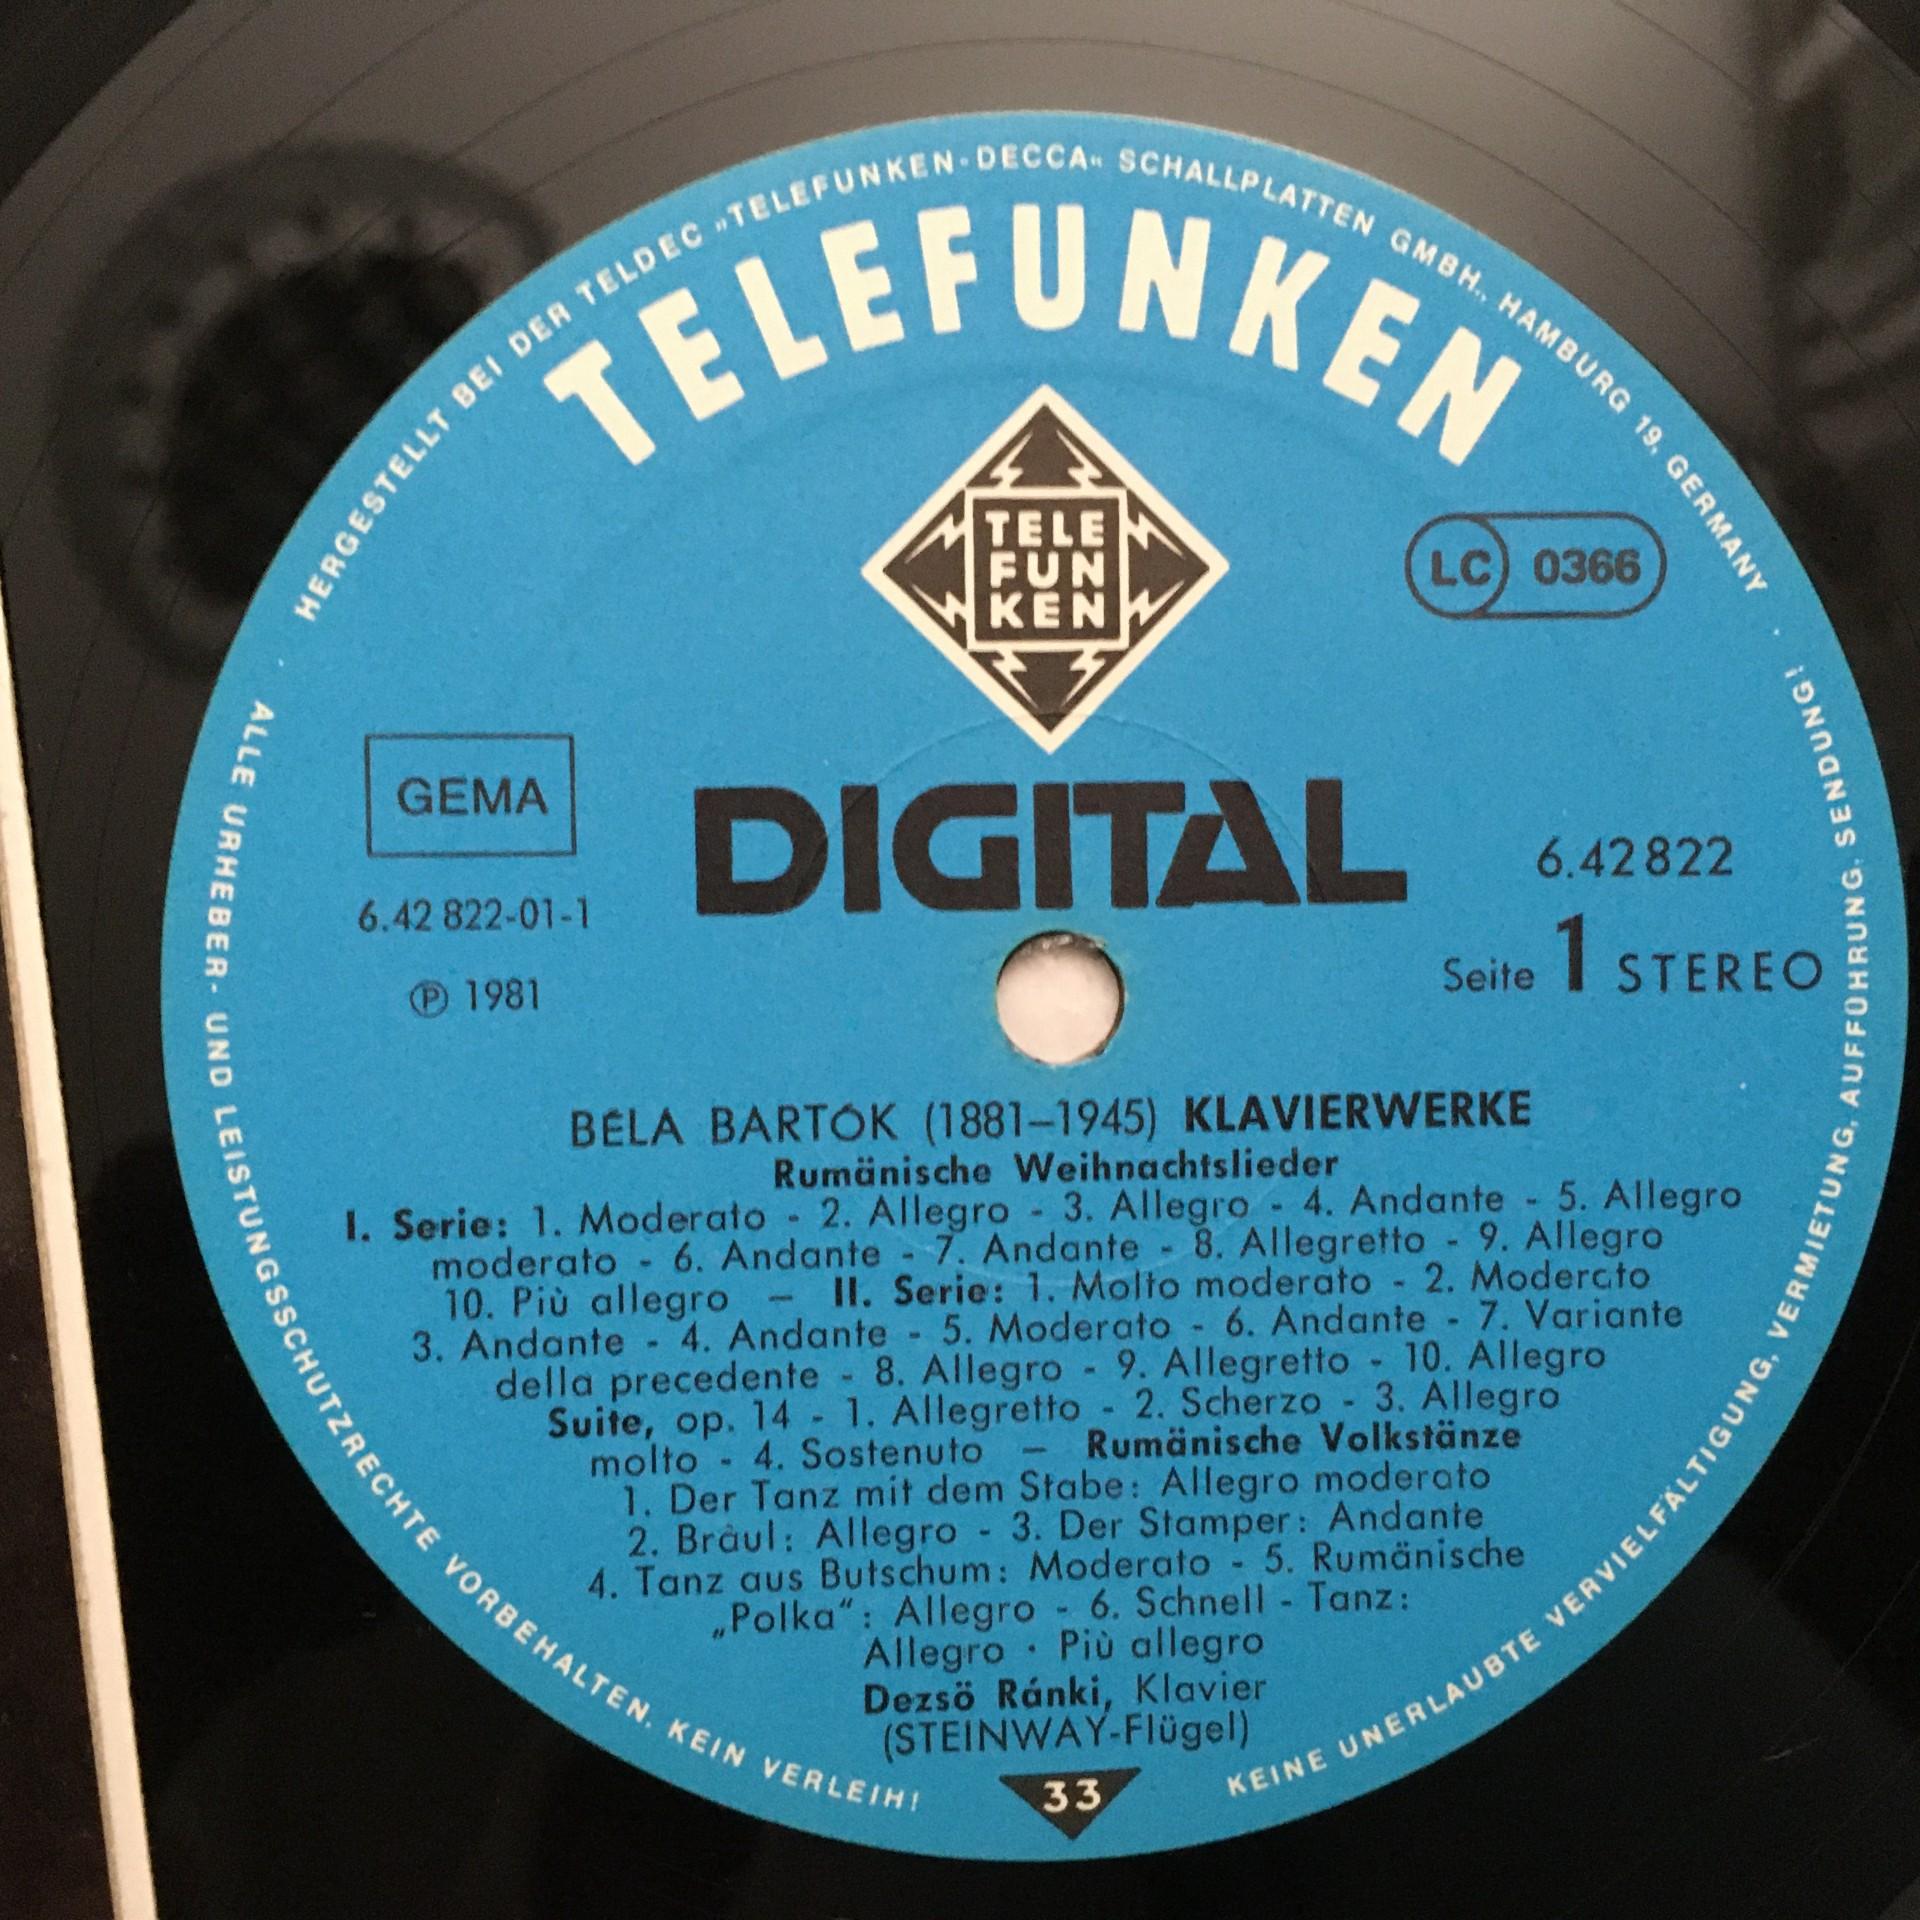 HERGESTELLT BEI DER TELDEC „TELEFUNKEN-DECCA“ SCHALLPLATTEN GMBH., HAMBURG 19, GERMANY
TELEFUNKEN
TELE
FUN
KEN
LC 0366
GEMA
DIGITAL
6.42 822-01-1
6.42822
Seite 1 STEREO
℗ 1981
BÉLA BARTÓK (1881–1945) KLAVIERWERKE
Rumänische Weihnachtslieder
I. Serie: 1. Moderato - 2. Allegro - 3. Allegro - 4. Andante - 5. Allegro
moderato - 6. Andante - 7. Andante - 8. Allegretto - 9. Allegro
10. Più allegro – II. Serie: 1. Molto moderato - 2. Moderato
3. Andante - 4. Andante - 5. Moderato - 6. Andante - 7. Variante
della precedente - 8. Allegro - 9. Allegretto - 10. Allegro
Suite, op. 14 - 1. Allegretto - 2. Scherzo - 3. Allegro
molto - 4. Sostenuto – Rumänische Volkstänze
1. Der Tanz mit dem Stabe: Allegro moderato
2. Brâul: Allegro - 3. Der Stamper: Andante
4. Tanz aus Butschum: Moderato - 5. Rumänische
„Polka“: Allegro - 6. Schnell - Tanz:
Allegro · Più allegro
Dezsö Ránki, Klavier
(STEINWAY-Flügel)
33
ALLE URHEBER- UND LEISTUNGSSCHUTZRECHTE VORBEHALTEN. KEIN VERLEIH!
KEINE UNERLAUBTE VERVIELFÄLTIGUNG, VERMIETUNG, AUFFÜHRUNG, SENDUNG!